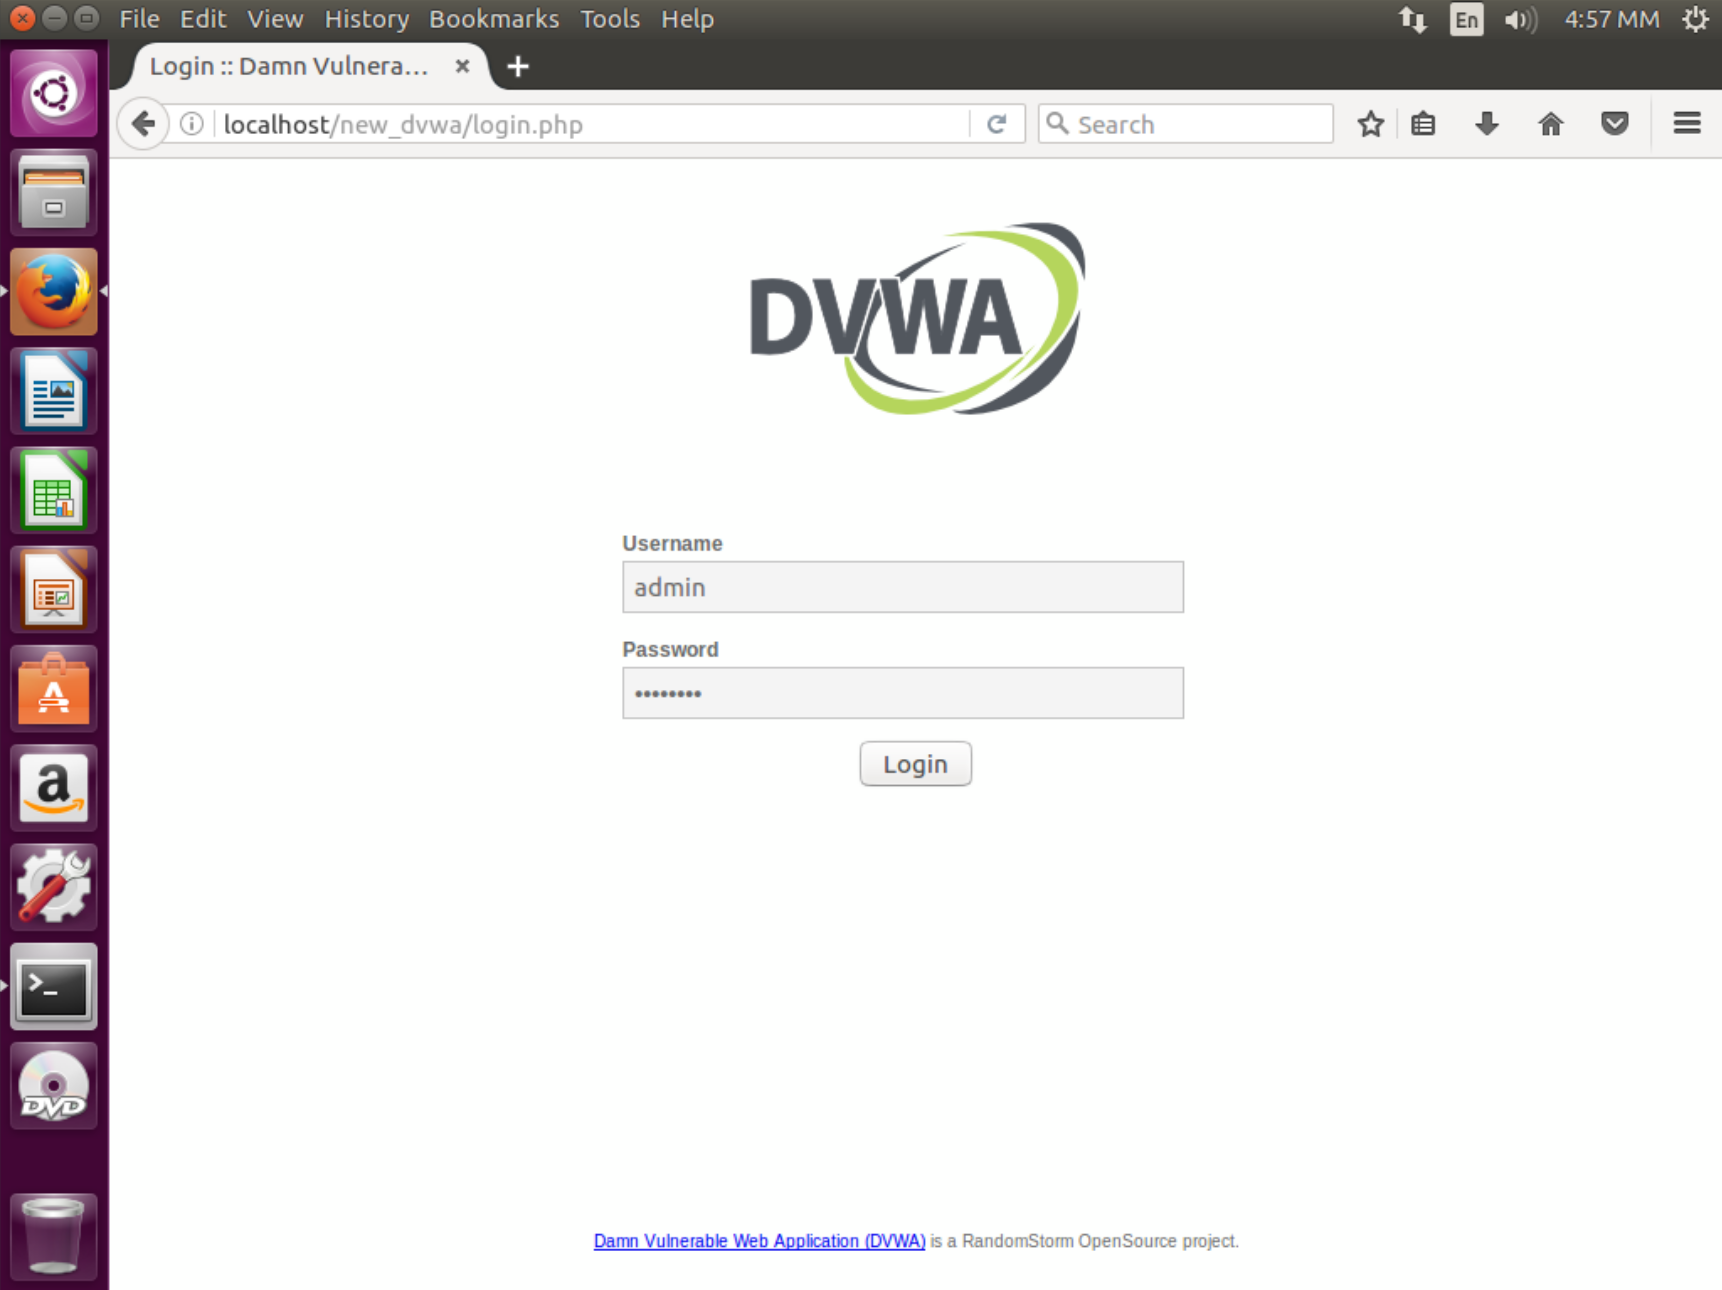 File Edit View History Bookmarks Tools Help
En
4:57 MM
Login :: Damn Vulnera...
localhost/new_dvwa/login.php
Search
DVWA
Username
admin
Password
••••••••
Login
a
>_
DVD
Damn Vulnerable Web Application (DVWA) is a RandomStorm OpenSource project.